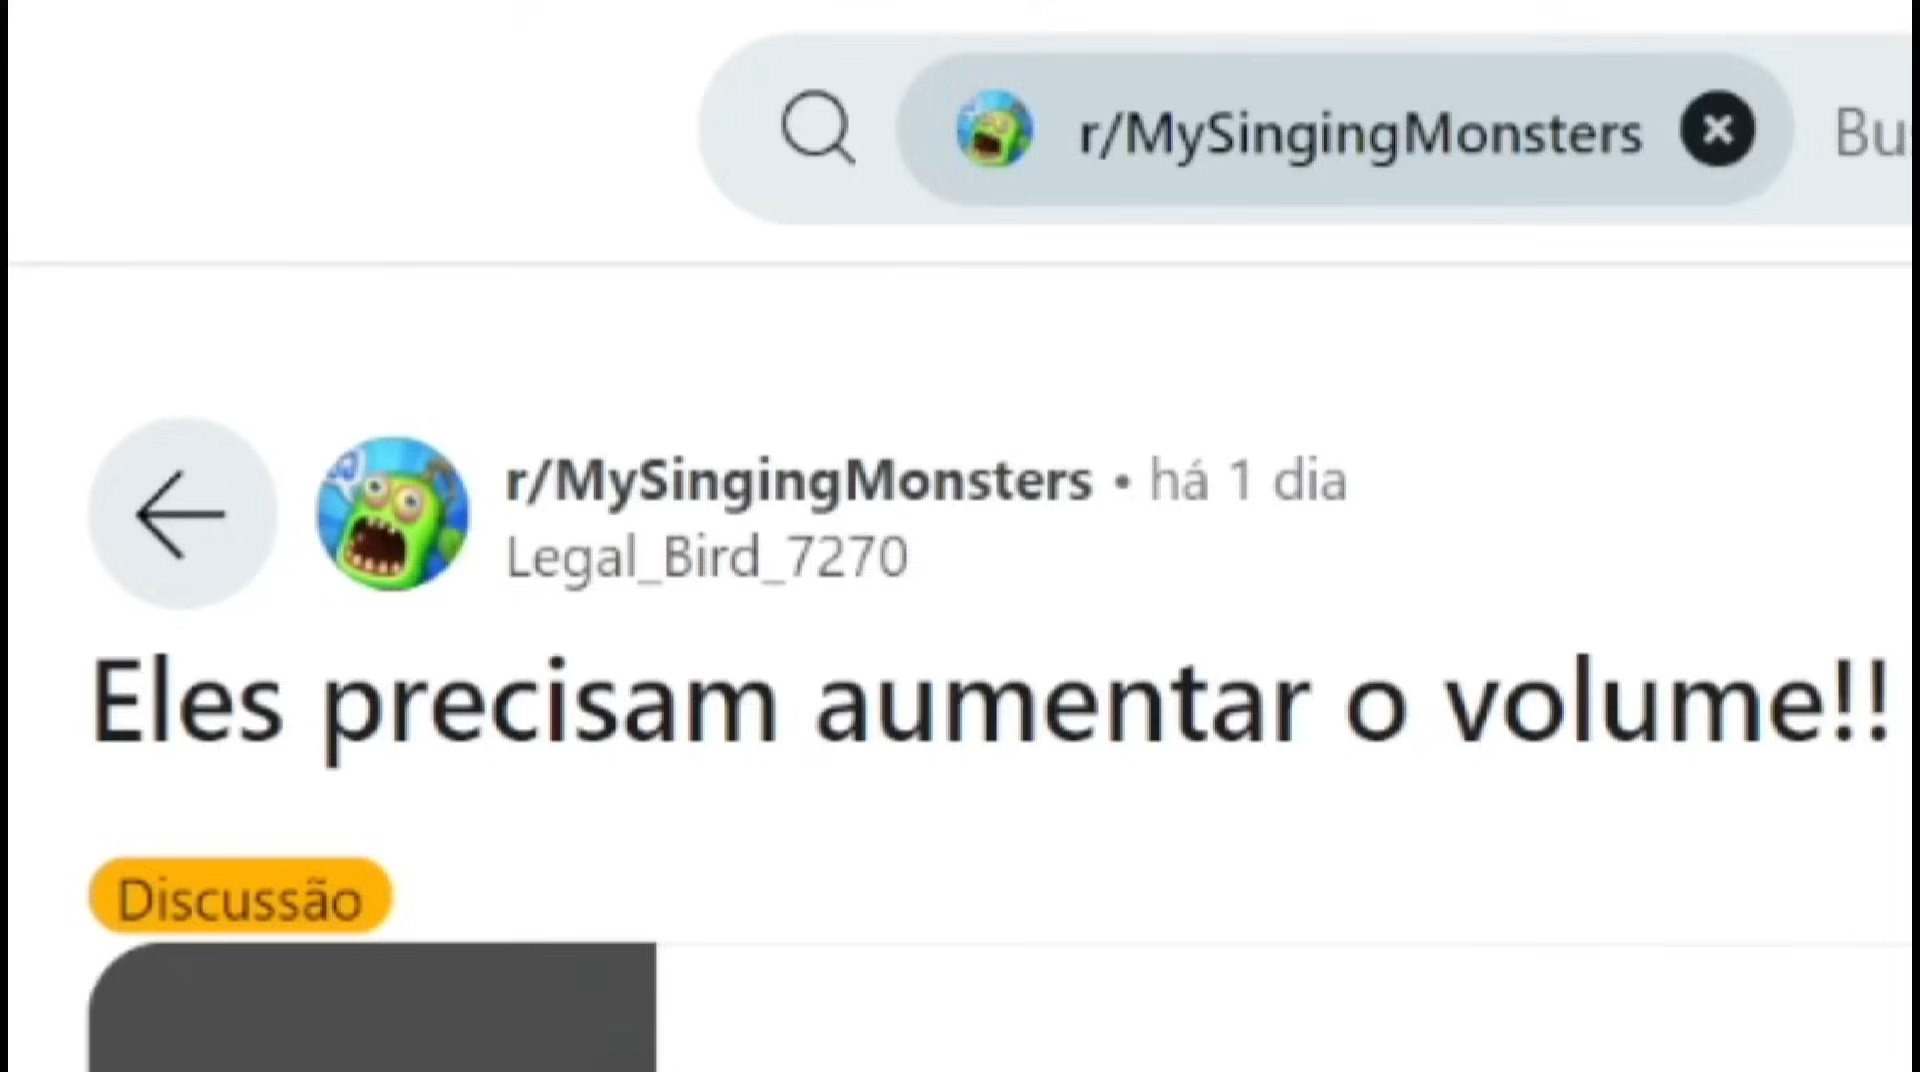 r/MySingingMonsters Bu
r/MySingingMonsters • há 1 dia
Legal_Bird_7270
Eles precisam aumentar o volume!!
Discussão